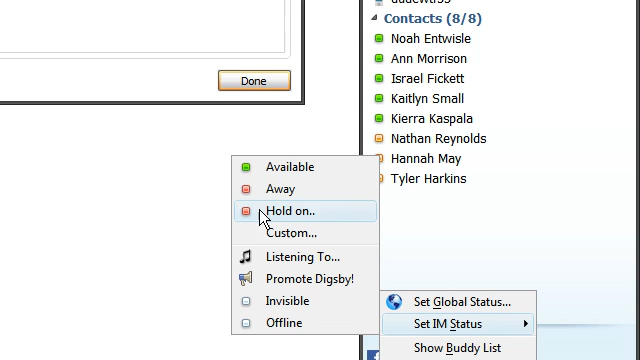 Contacts (8/8)
Noah Entwisle
Ann Morrison
Israel Fickett
Kaitlyn Small
Kierra Kaspala
Nathan Reynolds
Hannah May
Tyler Harkins
Done
Available
Away
Hold on..
Custom...
Listening To...
Promote Digsby!
Invisible
Offline
Set Global Status...
Set IM Status
Show Buddy List